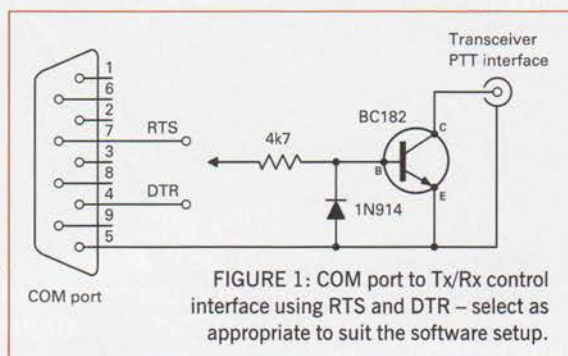 Transceiver
PTT interface
1
6
2
7
3
8
4
9
5
RTS
DTR
4k7
BC182
C
B
E
1N914
COM port
FIGURE 1: COM port to Tx/Rx control
interface using RTS and DTR – select as
appropriate to suit the software setup.